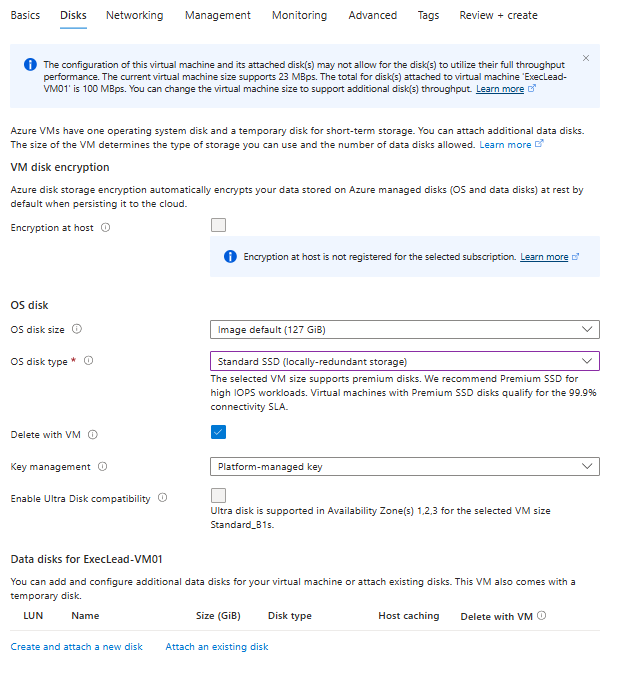 Basics Disks Networking Management Monitoring Advanced Tags Review + create
The configuration of this virtual machine and its attached disk(s) may not allow for the disk(s) to utilize their full throughput
performance. The current virtual machine size supports 23 MBps. The total for disk(s) attached to virtual machine 'ExecLead-
VM01' is 100 MBps. You can change the virtual machine size to support additional disk(s) throughput. Learn more
Azure VMs have one operating system disk and a temporary disk for short-term storage. You can attach additional data disks.
The size of the VM determines the type of storage you can use and the number of data disks allowed. Learn more
VM disk encryption
Azure disk storage encryption automatically encrypts your data stored on Azure managed disks (OS and data disks) at rest by
default when persisting it to the cloud.
Encryption at host
Encryption at host is not registered for the selected subscription. Learn more
OS disk
OS disk size Image default (127 GiB)
OS disk type * Standard SSD (locally-redundant storage)
The selected VM size supports premium disks. We recommend Premium SSD for
high IOPS workloads. Virtual machines with Premium SSD disks qualify for the 99.9%
connectivity SLA.
Delete with VM
Key management Platform-managed key
Enable Ultra Disk compatibility
Ultra disk is supported in Availability Zone(s) 1,2,3 for the selected VM size
Standard_B1s.
Data disks for ExecLead-VM01
You can add and configure additional data disks for your virtual machine or attach existing disks. This VM also comes with a
temporary disk.
LUN Name Size (GiB) Disk type Host caching Delete with VM
Create and attach a new disk Attach an existing disk